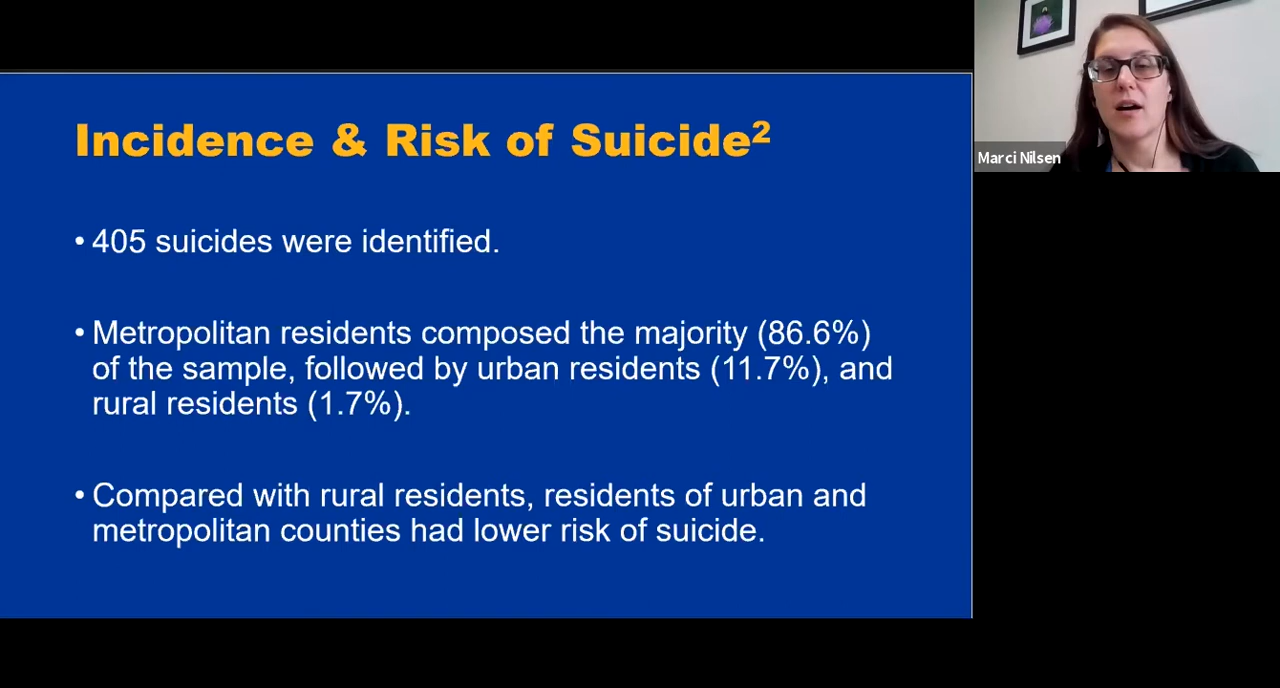 Incidence & Risk of Suicide²
• 405 suicides were identified.
• Metropolitan residents composed the majority (86.6%)
of the sample, followed by urban residents (11.7%), and
rural residents (1.7%).
• Compared with rural residents, residents of urban and
metropolitan counties had lower risk of suicide.
Marci Nilsen